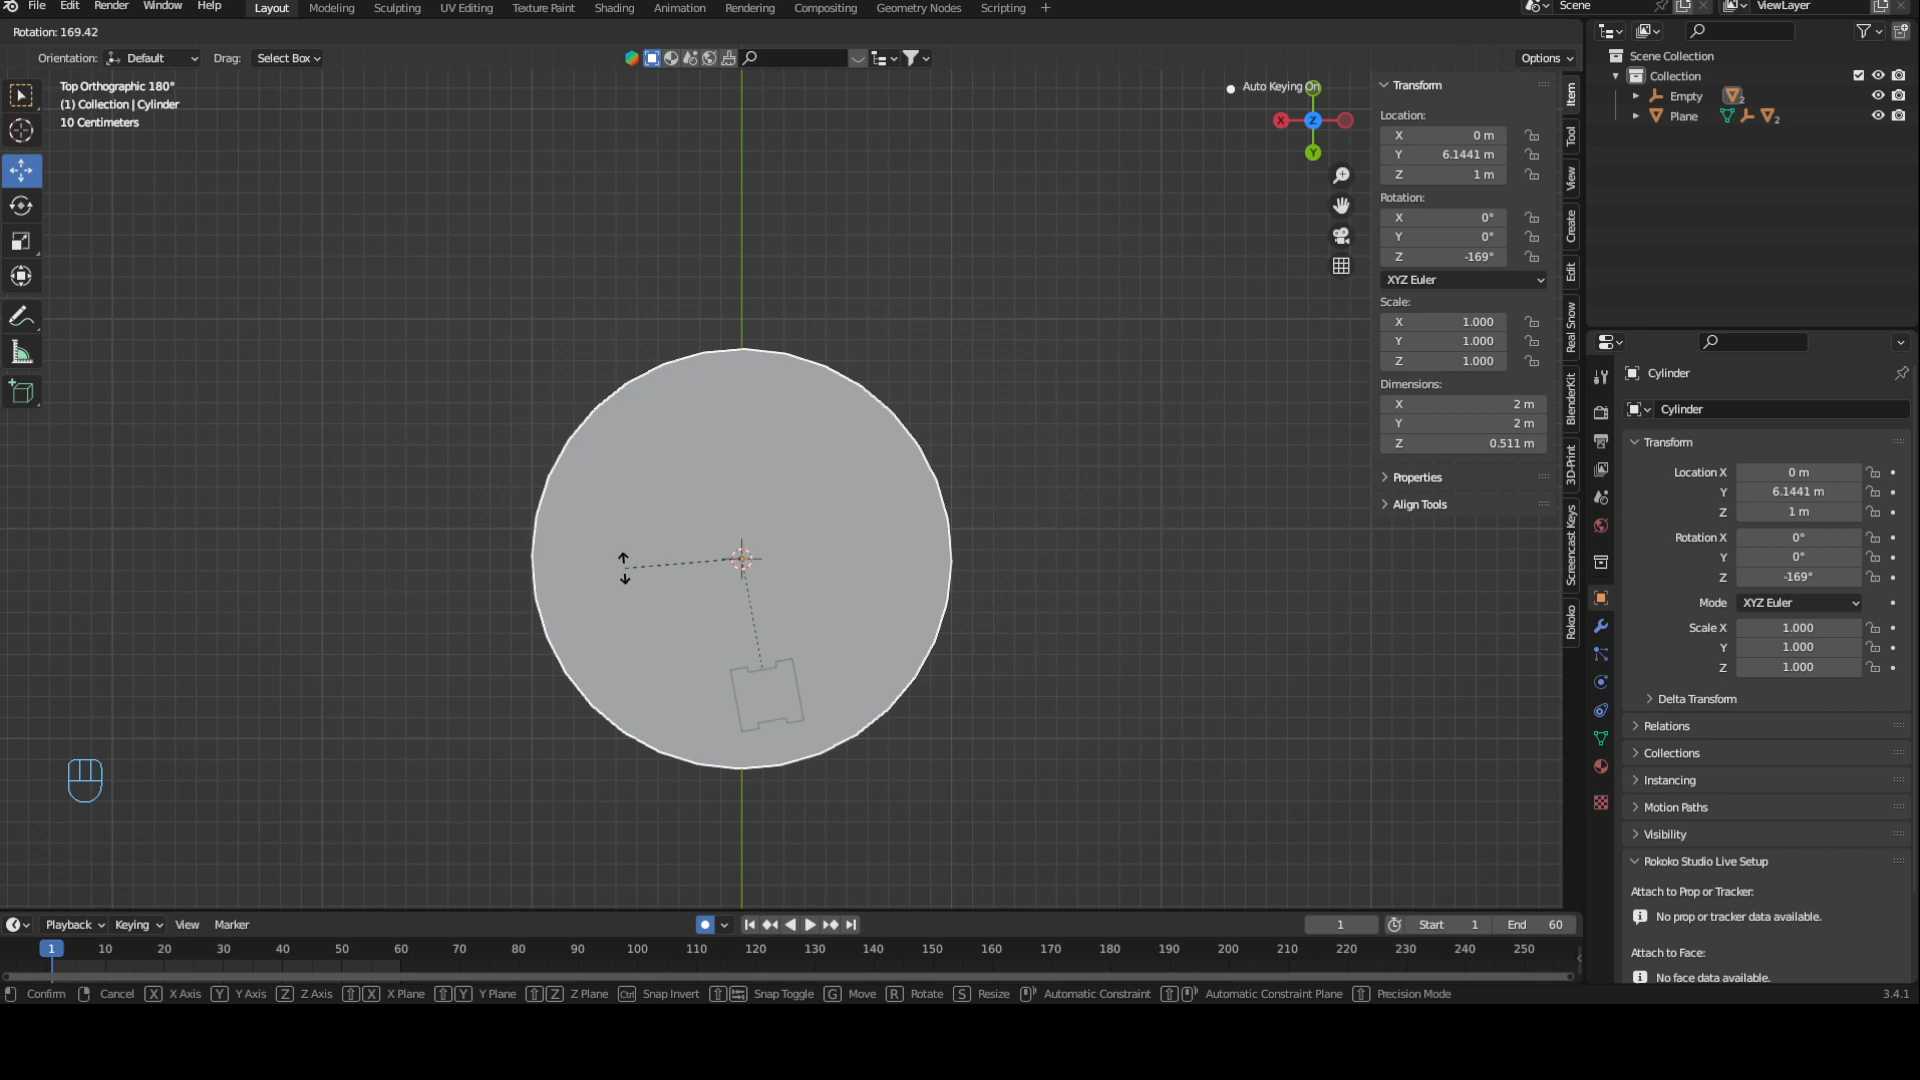 File Edit Render Window Help Layout Modeling Sculpting UV Editing Texture Paint Shading Animation Rendering Compositing Geometry Nodes Scripting + Scene ViewLayer
Rotation: 169.42
Orientation: Default Drag: Select Box Options
Top Orthographic 180°
(1) Collection | Cylinder
10 Centimeters
Auto Keying On
X Z Y
Transform
Location:
X 0 m
Y 6.1441 m
Z 1 m
Rotation:
X 0°
Y 0°
Z -169°
XYZ Euler
Scale:
X 1.000
Y 1.000
Z 1.000
Dimensions:
X 2 m
Y 2 m
Z 0.511 m
Properties
Align Tools
Item
Tool
View
Create
Edit
Real Snow
BlenderKit
3D-Print
Screencast Keys
Rokoko
Scene Collection
Collection
Empty 2
Plane 2
Cylinder
Cylinder
Transform
Location X 0 m
Y 6.1441 m
Z 1 m
Rotation X 0°
Y 0°
Z -169°
Mode XYZ Euler
Scale X 1.000
Y 1.000
Z 1.000
Delta Transform
Relations
Collections
Instancing
Motion Paths
Visibility
Rokoko Studio Live Setup
Attach to Prop or Tracker:
No prop or tracker data available.
Attach to Face:
No face data available.
Playback Keying View Marker 1 Start 1 End 60
1 10 20 30 40 50 60 70 80 90 100 110 120 130 140 150 160 170 180 190 200 210 220 230 240 250
Confirm Cancel X X Axis Y Y Axis Z Z Axis X X Plane Y Y Plane Z Z Plane Ctrl Snap Invert Snap Toggle G Move R Rotate S Resize Automatic Constraint Automatic Constraint Plane Precision Mode 3.4.1